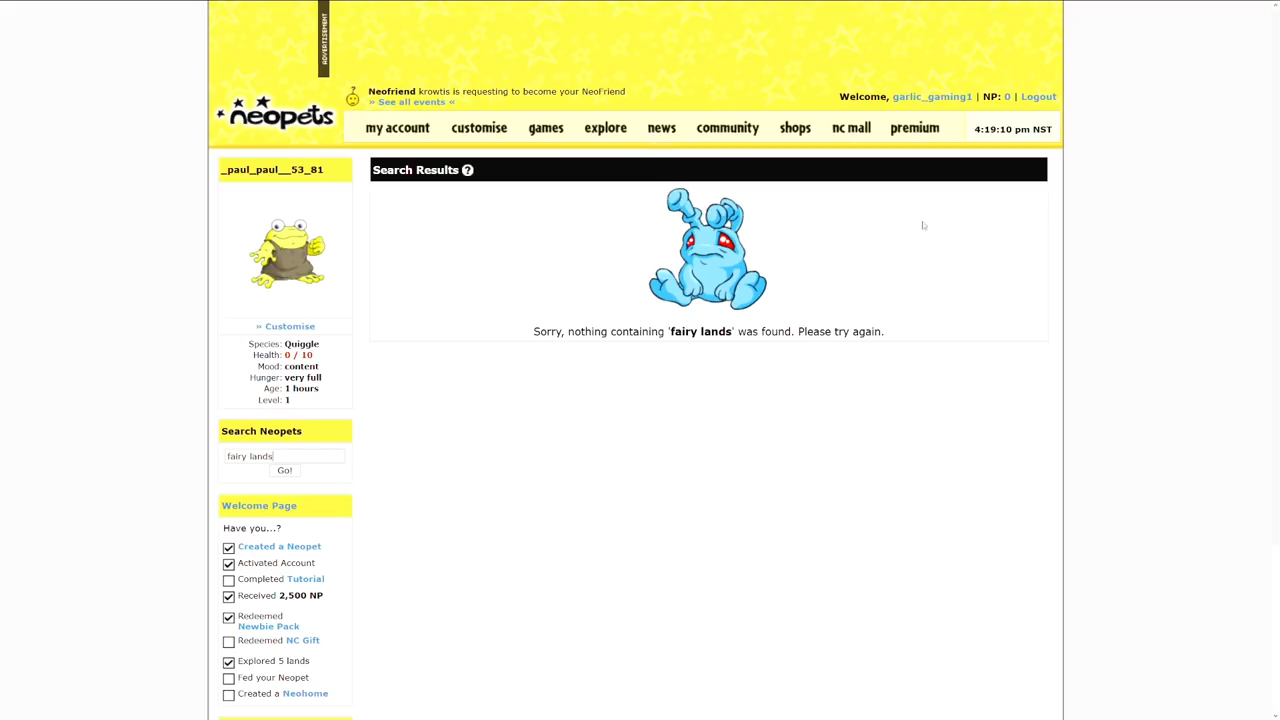 ADVERTISEMENT
Neofriend krowtis is requesting to become your NeoFriend
» See all events «
Welcome, garlic_gaming1 | NP: 0 | Logout
neopets
my account customise games explore news community shops nc mall premium 4:19:10 pm NST
_paul_paul__53_81
» Customise
Species: Quiggle
Health: 0 / 10
Mood: content
Hunger: very full
Age: 1 hours
Level: 1
Search Neopets
fairy lands
Go!
Welcome Page
Have you...?
Created a Neopet
Activated Account
Completed Tutorial
Received 2,500 NP
Redeemed
Newbie Pack
Redeemed NC Gift
Explored 5 lands
Fed your Neopet
Created a Neohome
Search Results ?
Sorry, nothing containing 'fairy lands' was found. Please try again.